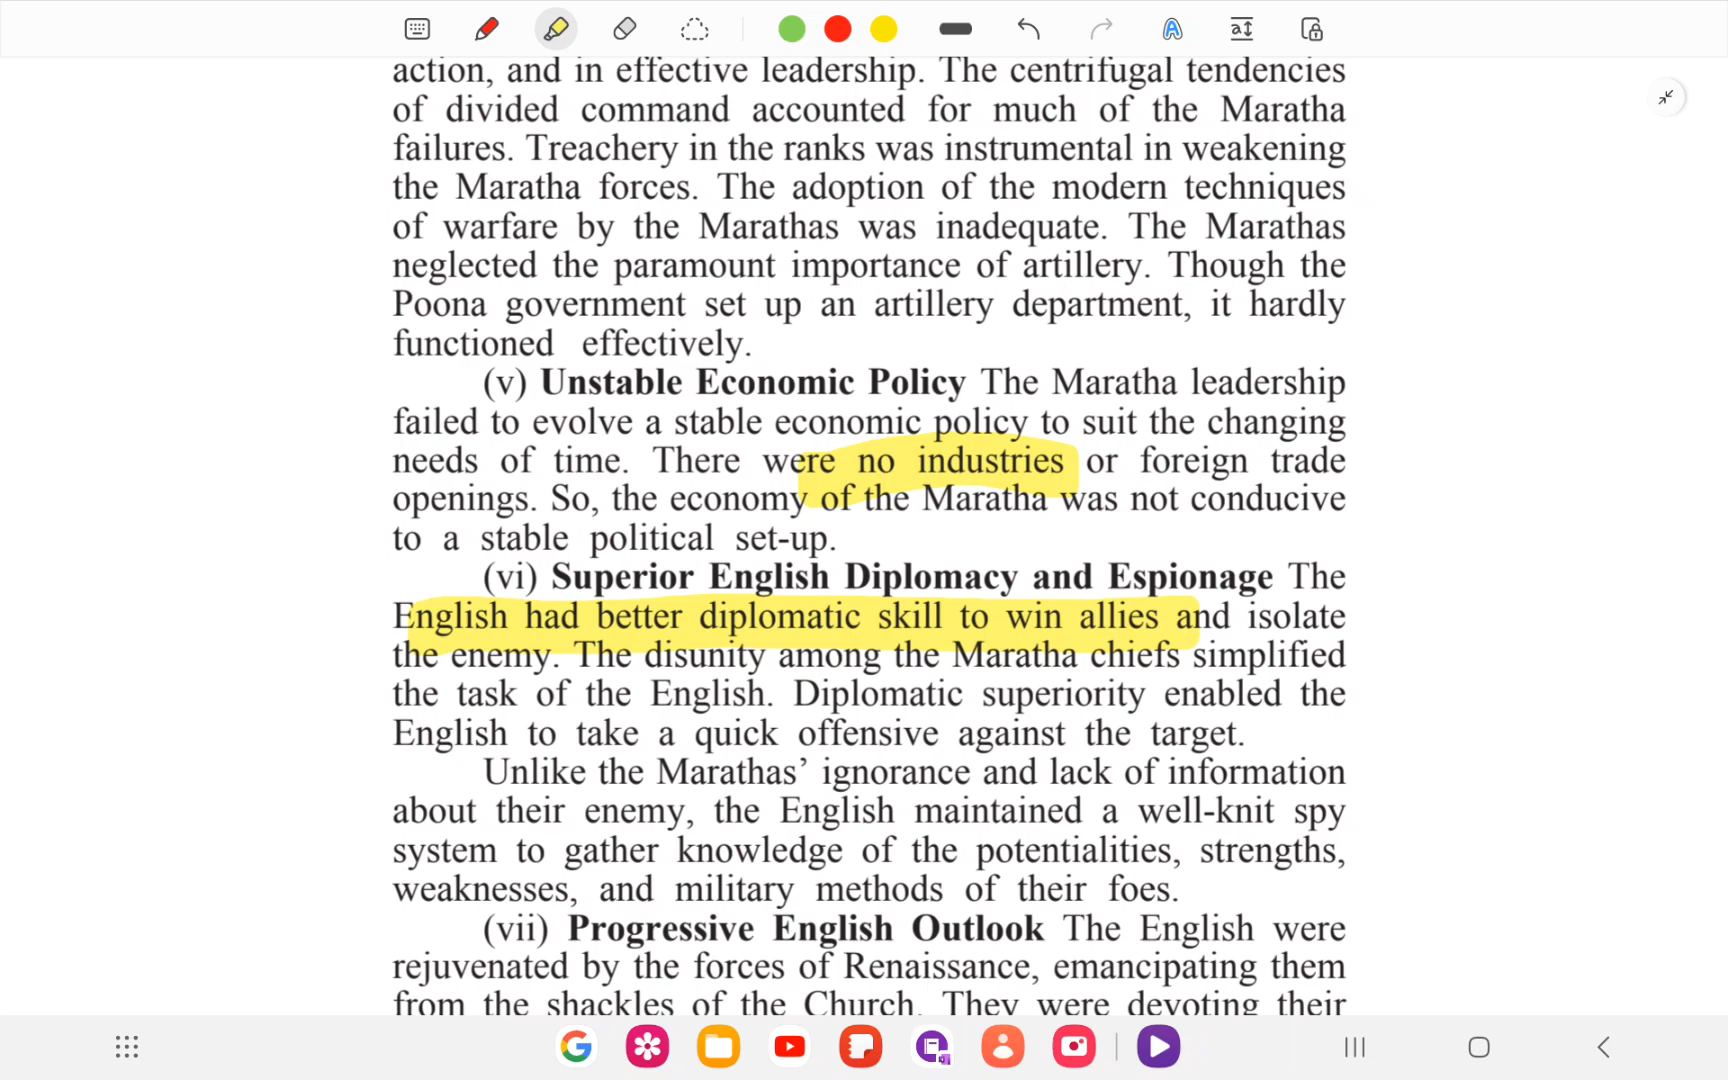 action, and in effective leadership. The centrifugal tendencies
of divided command accounted for much of the Maratha
failures. Treachery in the ranks was instrumental in weakening
the Maratha forces. The adoption of the modern techniques
of warfare by the Marathas was inadequate. The Marathas
neglected the paramount importance of artillery. Though the
Poona government set up an artillery department, it hardly
functioned effectively.
(v) Unstable Economic Policy The Maratha leadership
failed to evolve a stable economic policy to suit the changing
needs of time. There were no industries or foreign trade
openings. So, the economy of the Maratha was not conducive
to a stable political set-up.
(vi) Superior English Diplomacy and Espionage The
English had better diplomatic skill to win allies and isolate
the enemy. The disunity among the Maratha chiefs simplified
the task of the English. Diplomatic superiority enabled the
English to take a quick offensive against the target.
Unlike the Marathas’ ignorance and lack of information
about their enemy, the English maintained a well-knit spy
system to gather knowledge of the potentialities, strengths,
weaknesses, and military methods of their foes.
(vii) Progressive English Outlook The English were
rejuvenated by the forces of Renaissance, emancipating them
from the shackles of the Church. They were devoting their